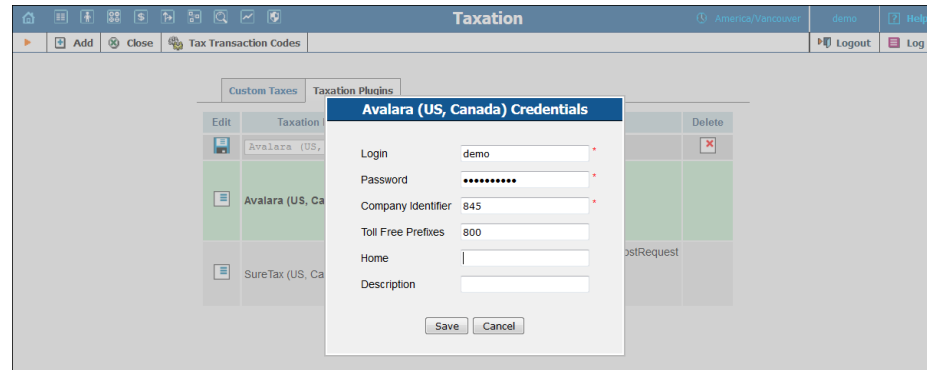 Taxation
America/Vancouver
demo
Help
Add
Close
Tax Transaction Codes
Logout
Log
Custom Taxes
Taxation Plugins
Avalara (US, Canada) Credentials
Edit
Taxation
Delete
Avalara (US,
Login
demo
*
Password
••••••••••
*
Avalara (US, Ca
Company Identifier
845
*
Toll Free Prefixes
800
Home
ostRequest
SureTax (US, Ca
Description
Save
Cancel